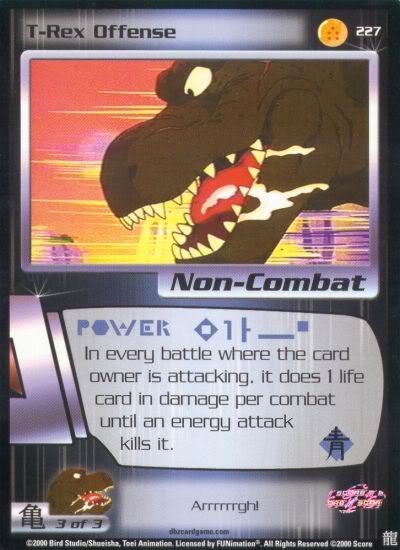 T-Rex Offense
227
Non-Combat
POWER
In every battle where the card
owner is attacking, it does 1 life
card in damage per combat
until an energy attack
kills it.
青
亀
3 of 3
Arrrrrrgh!
dbzcardgame.com
©2000 Bird Studio/Shueisha, Toei Animation. Licensed by FUNimation®. All Rights Reserved ©2000 Score
龍